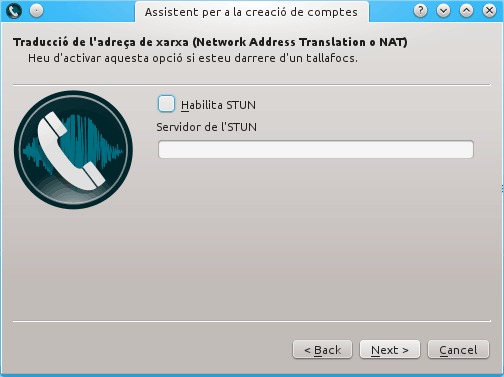 Assistent per a la creació de comptes
Traducció de l'adreça de xarxa (Network Address Translation o NAT)
Heu d'activar aquesta opció si esteu darrere d'un tallafocs.
Habilita STUN
Servidor de l'STUN
< Back Next > Cancel